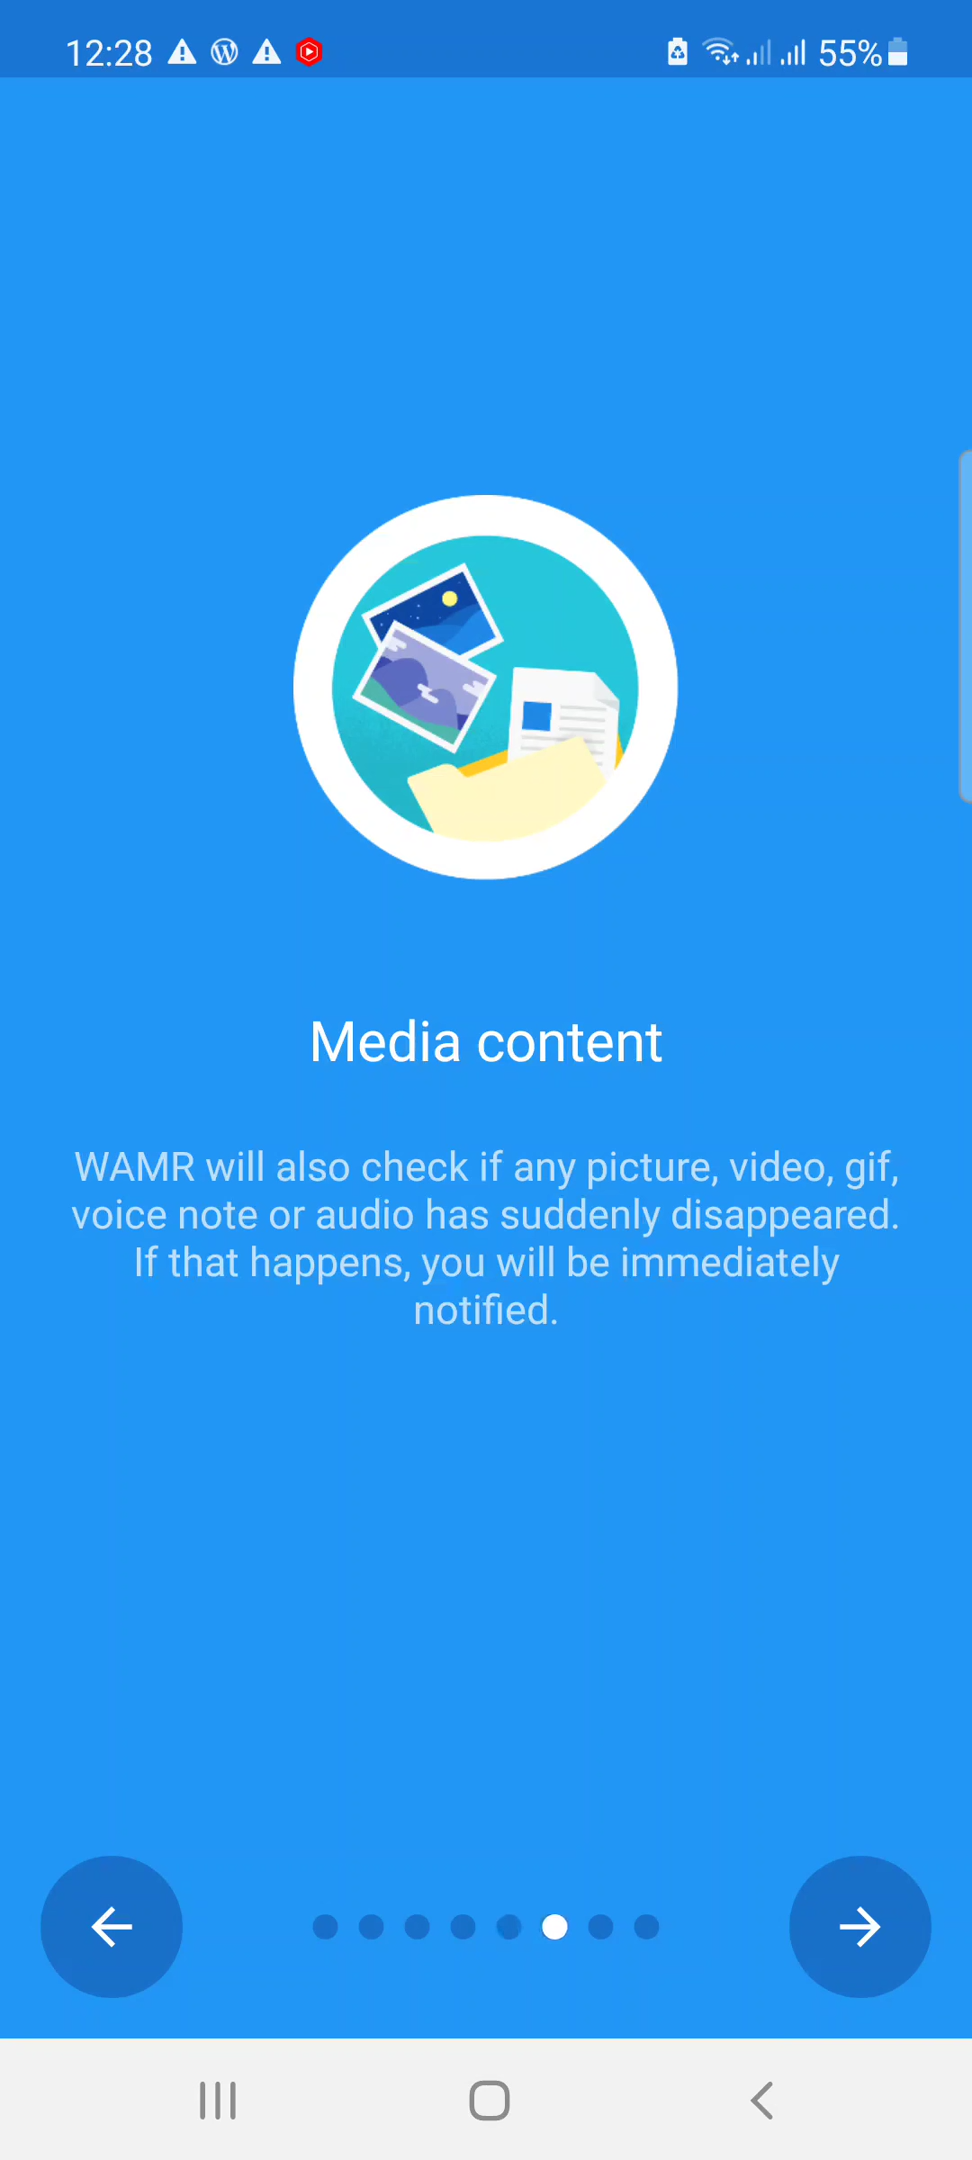 12:28
55%
Media content
WAMR will also check if any picture, video, gif,
voice note or audio has suddenly disappeared.
If that happens, you will be immediately
notified.